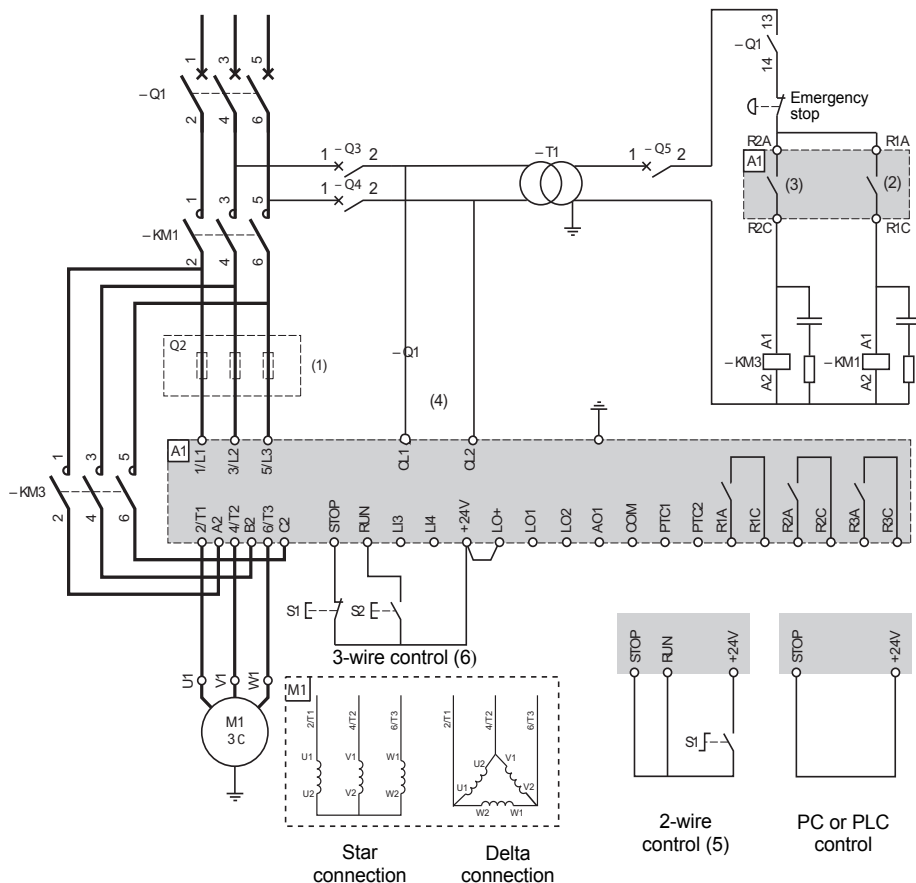 1
3
5
– Q1
2
4
6
1
– Q3
2
1
– Q4
2
– T1
1
– Q5
2
13
– Q1
14
Emergency
stop
R2A
R1A
A1
(3)
(2)
R2C
R1C
1
3
5
– KM1
2
4
6
Q2
(1)
– Q1
(4)
A1
– KM3
A2
A1
– KM1
A2
A1
1/L1
3/L2
5/L3
CL1
CL2
1
3
5
– KM3
2
4
6
2/T1
A2
4/T2
B2
6/T3
C2
STOP
RUN
LI3
LI4
+24V
LO+
LO1
LO2
AO1
COM
PTC1
PTC2
R1A
R1C
R2A
R2C
R3A
R3C
S1
S2
3-wire control (6)
U1
V1
W1
M1
3 C
M1
2/T1
4/T2
6/T3
U1
V1
W1
U2
V2
W2
2/T1
4/T2
6/T3
U2
V1
U1
V2
W2
W1
Star
connection
Delta
connection
STOP
RUN
+24V
S1
2-wire
control (5)
STOP
+24V
PC or PLC
control